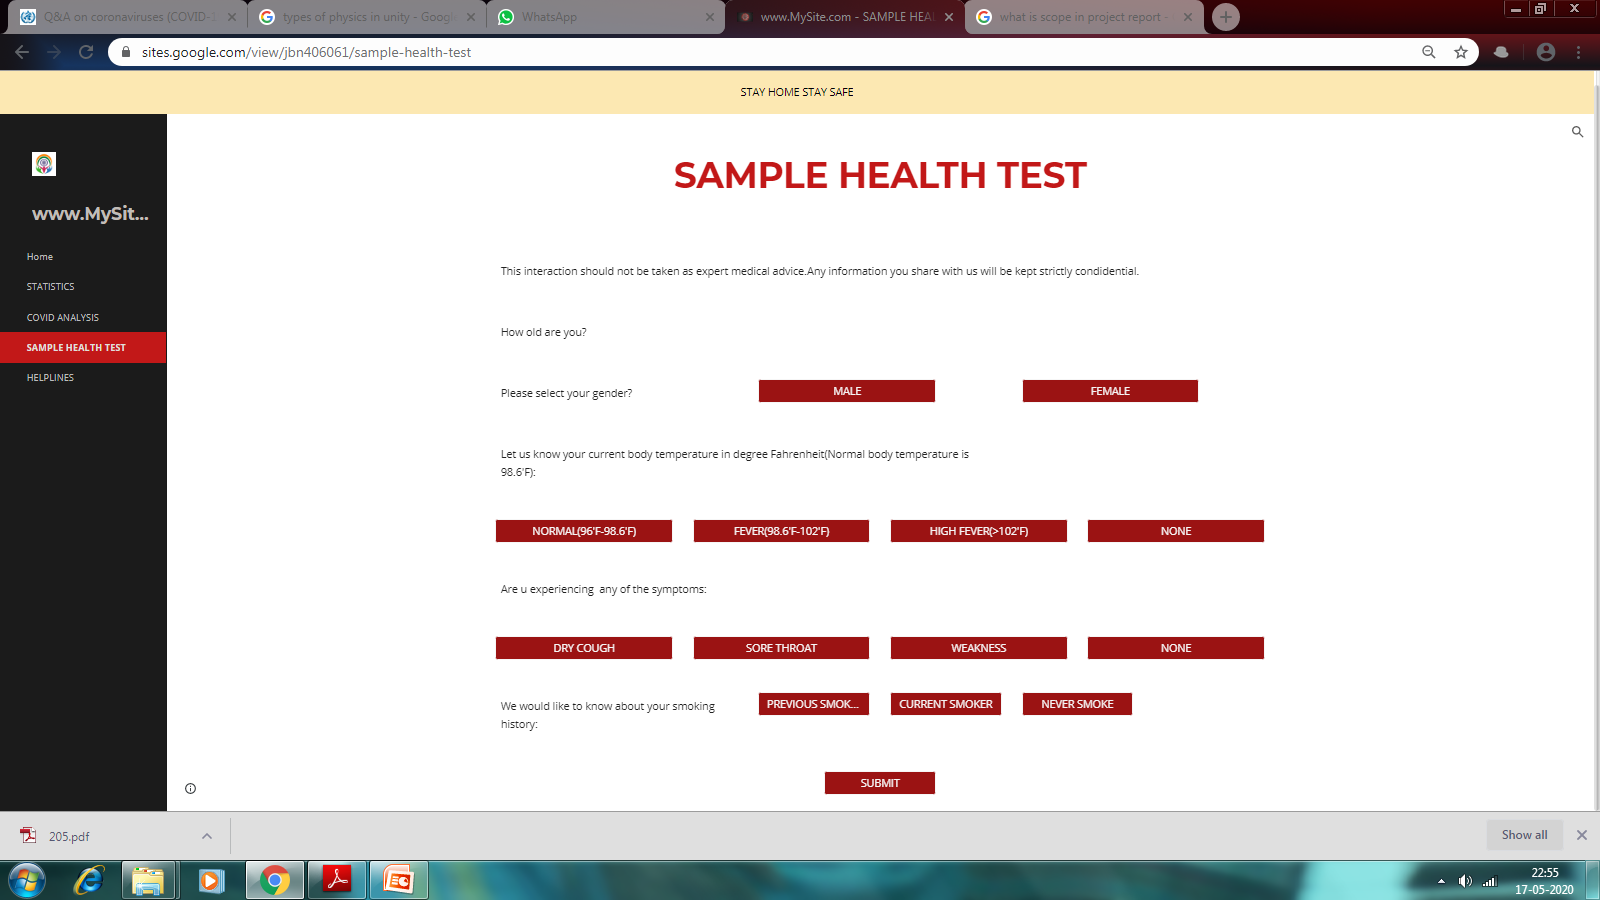 Q&A on coronaviruses (COVID-
types of physics in unity - Google
WhatsApp
www.MySite.com - SAMPLE HEAL
what is scope in project report -
sites.google.com/view/jbn406061/sample-health-test
STAY HOME STAY SAFE
www.MySit...
Home
STATISTICS
COVID ANALYSIS
SAMPLE HEALTH TEST
HELPLINES
SAMPLE HEALTH TEST
This interaction should not be taken as expert medical advice.Any information you share with us will be kept strictly condidential.
How old are you?
Please select your gender?
MALE
FEMALE
Let us know your current body temperature in degree Fahrenheit(Normal body temperature is
98.6'F):
NORMAL(96'F-98.6'F)
FEVER(98.6'F-102'F)
HIGH FEVER(>102'F)
NONE
Are u experiencing  any of the symptoms:
DRY COUGH
SORE THROAT
WEAKNESS
NONE
We would like to know about your smoking
history:
PREVIOUS SMOK...
CURRENT SMOKER
NEVER SMOKE
SUBMIT
205.pdf
Show all
22:55
17-05-2020